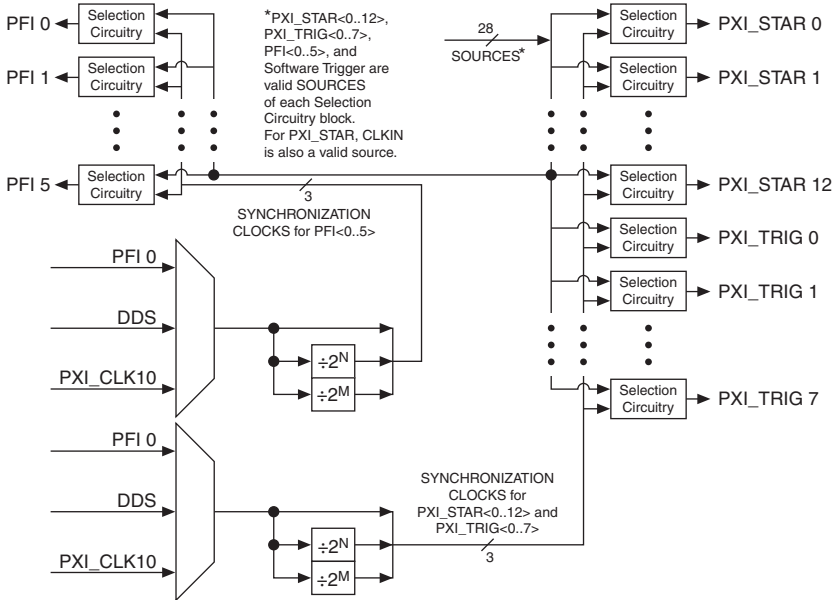 PFI 0
Selection
Circuitry
PFI 1
Selection
Circuitry
PFI 5
Selection
Circuitry
*PXI_STAR<0..12>,
PXI_TRIG<0..7>,
PFI<0..5>, and
Software Trigger are
valid SOURCES
of each Selection
Circuitry block.
For PXI_STAR, CLKIN
is also a valid source.
28
SOURCES*
Selection
Circuitry
PXI_STAR 0
Selection
Circuitry
PXI_STAR 1
Selection
Circuitry
PXI_STAR 12
Selection
Circuitry
PXI_TRIG 0
Selection
Circuitry
PXI_TRIG 1
Selection
Circuitry
PXI_TRIG 7
3
SYNCHRONIZATION
CLOCKS for PFI<0..5>
PFI 0
DDS
PXI_CLK10
÷2N
÷2M
PFI 0
DDS
PXI_CLK10
÷2N
÷2M
SYNCHRONIZATION
CLOCKS for
PXI_STAR<0..12> and
PXI_TRIG<0..7>
3